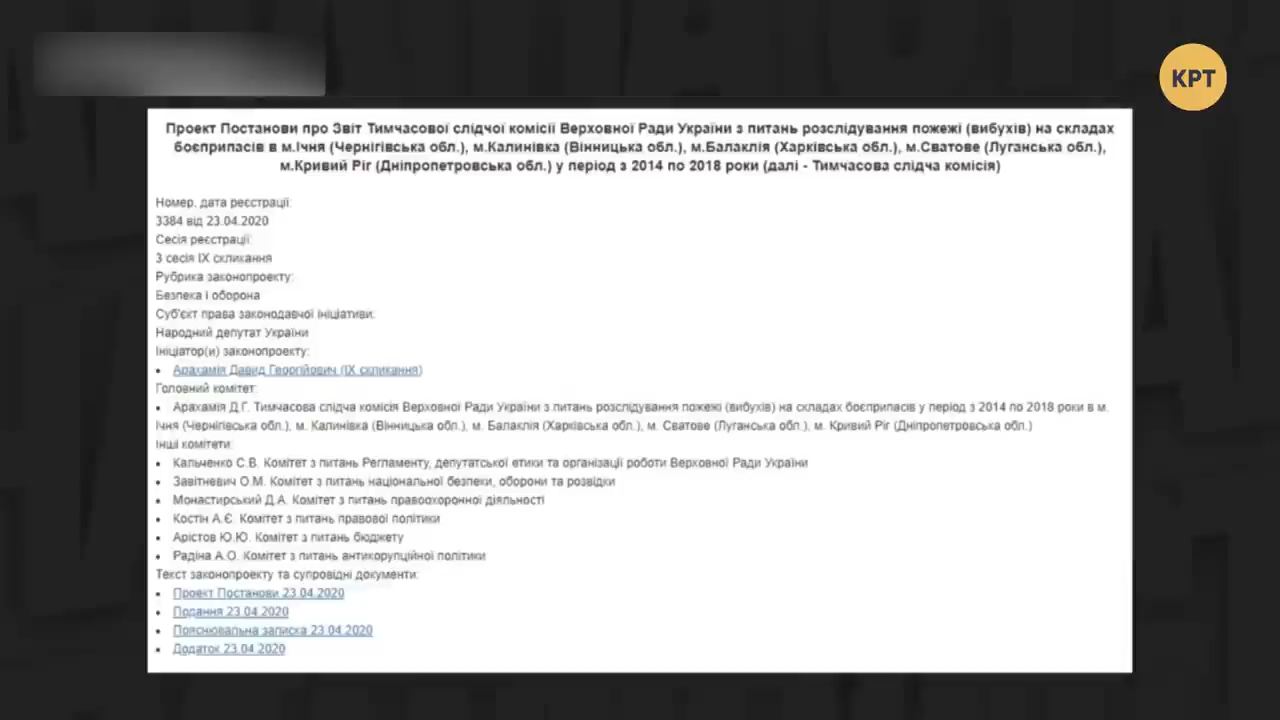 КРТ
Проект Постанови про Звіт Тимчасової слідчої комісії Верховної Ради України з питань розслідування пожежі (вибухів) на складах
боєприпасів в м.Ічня (Чернігівська обл.), м.Калинівка (Вінницька обл.), м.Балаклія (Харківська обл.), м.Сватове (Луганська обл.),
м.Кривий Ріг (Дніпропетровська обл.) у період з 2014 по 2018 роки (далі - Тимчасова слідча комісія)
Номер, дата реєстрації:
3384 від 23.04.2020
Сесія реєстрації:
3 сесія IX скликання
Рубрика законопроекту:
Безпека і оборона
Суб'єкт права законодавчої ініціативи:
Народний депутат України
Ініціатор(и) законопроекту:
• Арахамія Давид Георгійович (IX скликання)
Головний комітет:
• Арахамія Д.Г. Тимчасова слідча комісія Верховної Ради України з питань розслідування пожежі (вибухів) на складах боєприпасів у період з 2014 по 2018 роки в м.
Ічня (Чернігівська обл.), м. Калинівка (Вінницька обл.), м. Балаклія (Харківська обл.), м. Сватове (Луганська обл.), м. Кривий Ріг (Дніпропетровська обл.)
Інші комітети:
• Кальченко С.В. Комітет з питань Регламенту, депутатської етики та організації роботи Верховної Ради України
• Завітневич О.М. Комітет з питань національної безпеки, оборони та розвідки
• Монастирський Д.А. Комітет з питань правоохоронної діяльності
• Костін А.Є. Комітет з питань правової політики
• Арістов Ю.Ю. Комітет з питань бюджету
• Радіна А.О. Комітет з питань антикорупційної політики
Текст законопроекту та супровідні документи:
• Проект Постанови 23.04.2020
• Подання 23.04.2020
• Пояснювальна записка 23.04.2020
• Додаток 23.04.2020